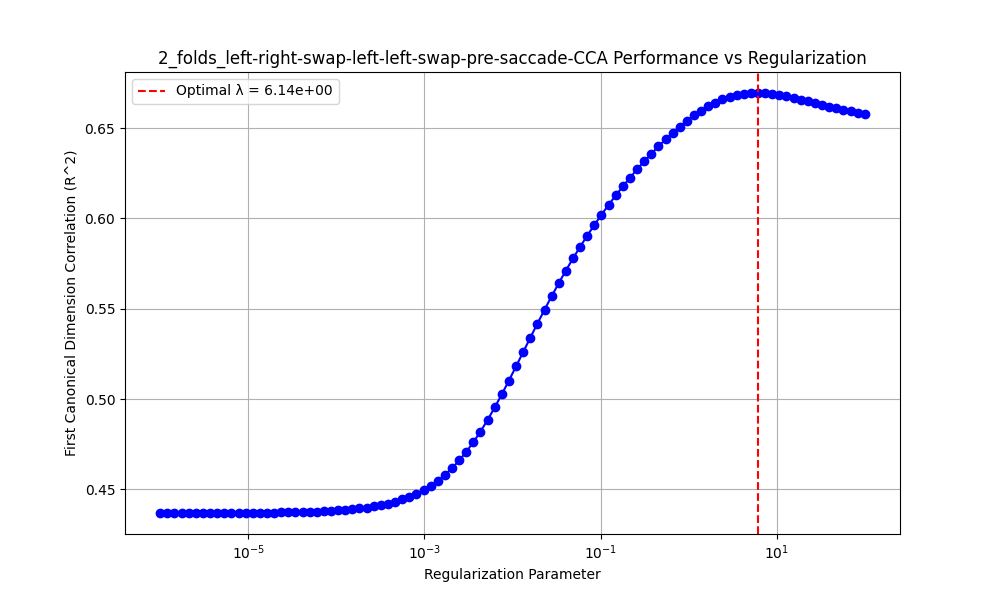 2_folds_left-right-swap-left-left-swap-pre-saccade-CCA Performance vs Regularization
Optimal λ = 6.14e+00
First Canonical Dimension Correlation (R^2)
0.65
0.60
0.55
0.50
0.45
10⁻⁵
10⁻³
10⁻¹
10¹
Regularization Parameter